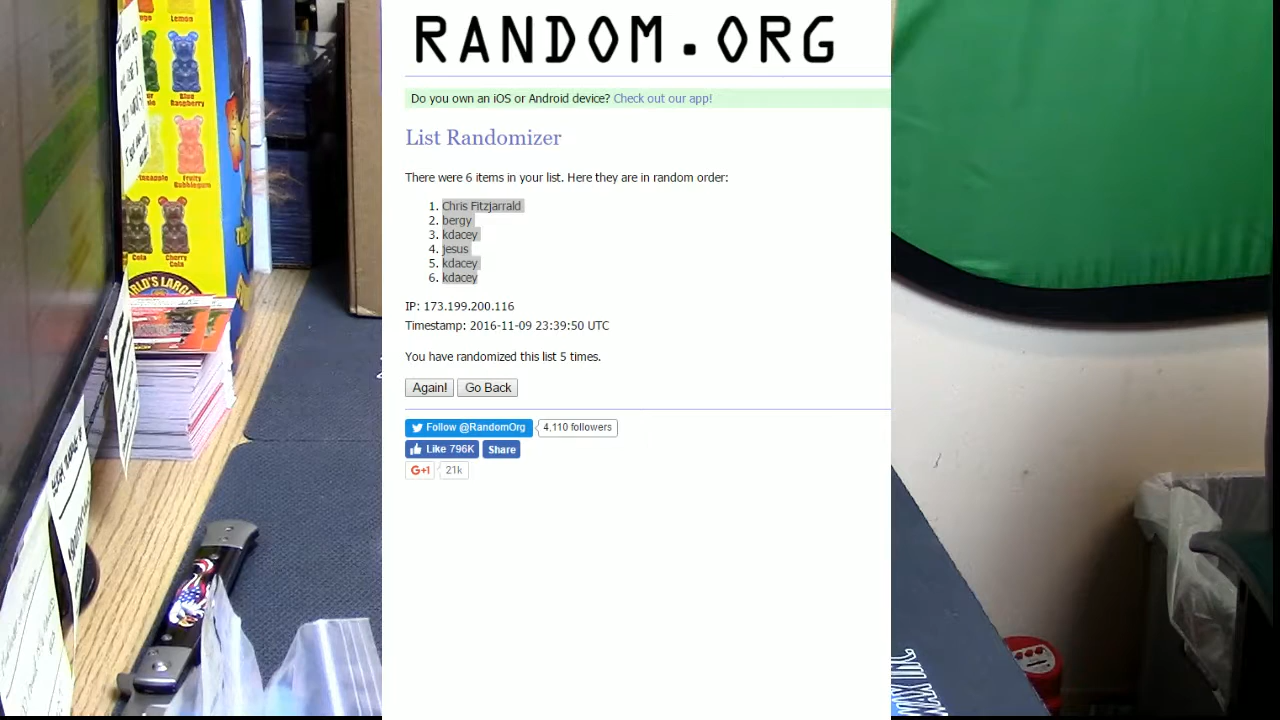 Lemon
Blue
Raspberry
Fruity
Bubblegum
Cola
Cherry
Cola
RANDOM.ORG
Do you own an iOS or Android device? Check out our app!
List Randomizer
There were 6 items in your list. Here they are in random order:
1. Chris Fitzjarrald
2. bergy
3. kdacey
4. jesus
5. kdacey
6. kdacey
IP: 173.199.200.116
Timestamp: 2016-11-09 23:39:50 UTC
You have randomized this list 5 times.
Again! Go Back
Follow @RandomOrg 4,110 followers
Like 796K Share
G+1 21k